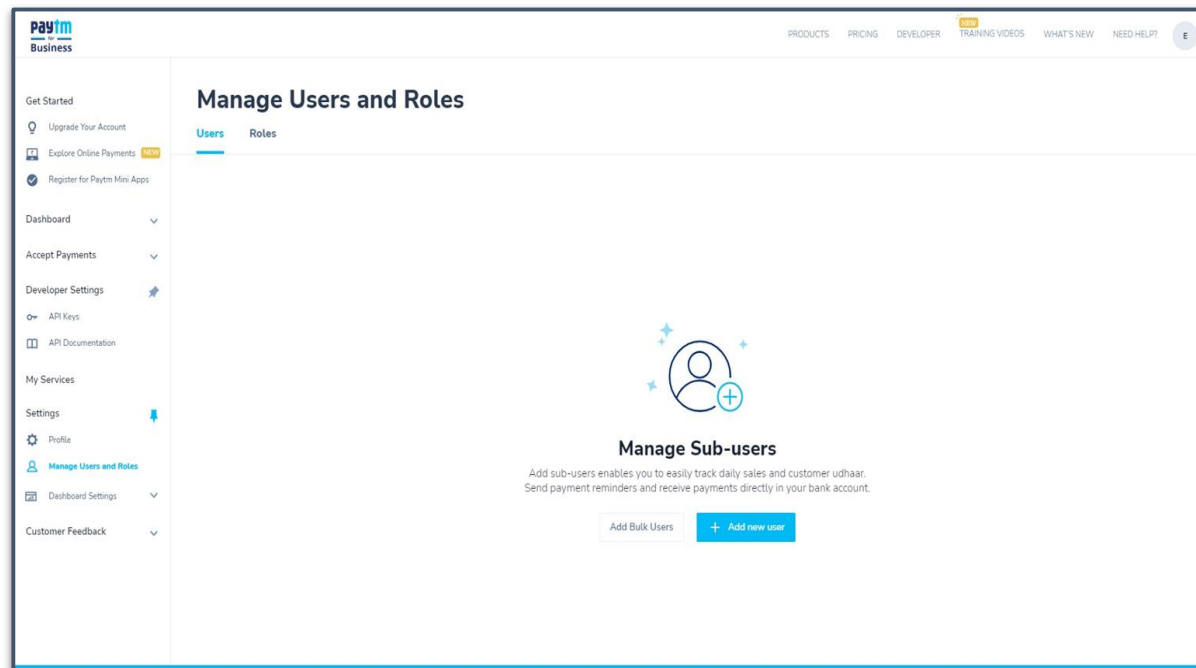 paytm
for
Business
PRODUCTS
PRICING
DEVELOPER
NEW
TRAINING VIDEOS
WHAT'S NEW
NEED HELP?
E
Get Started
Upgrade Your Account
Explore Online Payments NEW
Register for Paytm Mini Apps
Dashboard
Accept Payments
Developer Settings
API Keys
API Documentation
My Services
Settings
Profile
Manage Users and Roles
Dashboard Settings
Customer Feedback
Manage Users and Roles
Users Roles
Manage Sub-users
Add sub-users enables you to easily track daily sales and customer udhaar.
Send payment reminders and receive payments directly in your bank account.
Add Bulk Users
+ Add new user